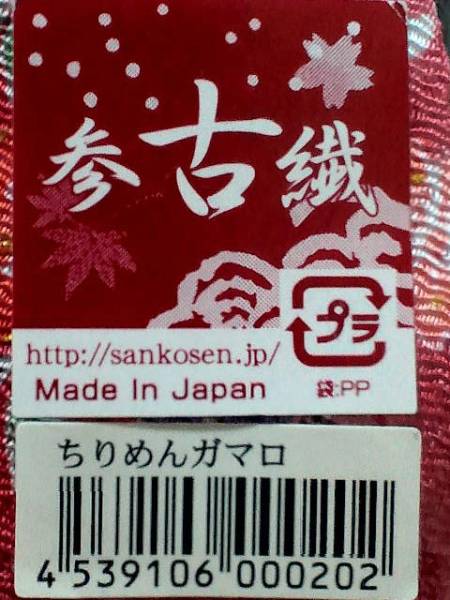 参古繊
http://sankosen.jp/
Made In Japan
プラ
袋:PP
ちりめんガマロ
4 539106 000202